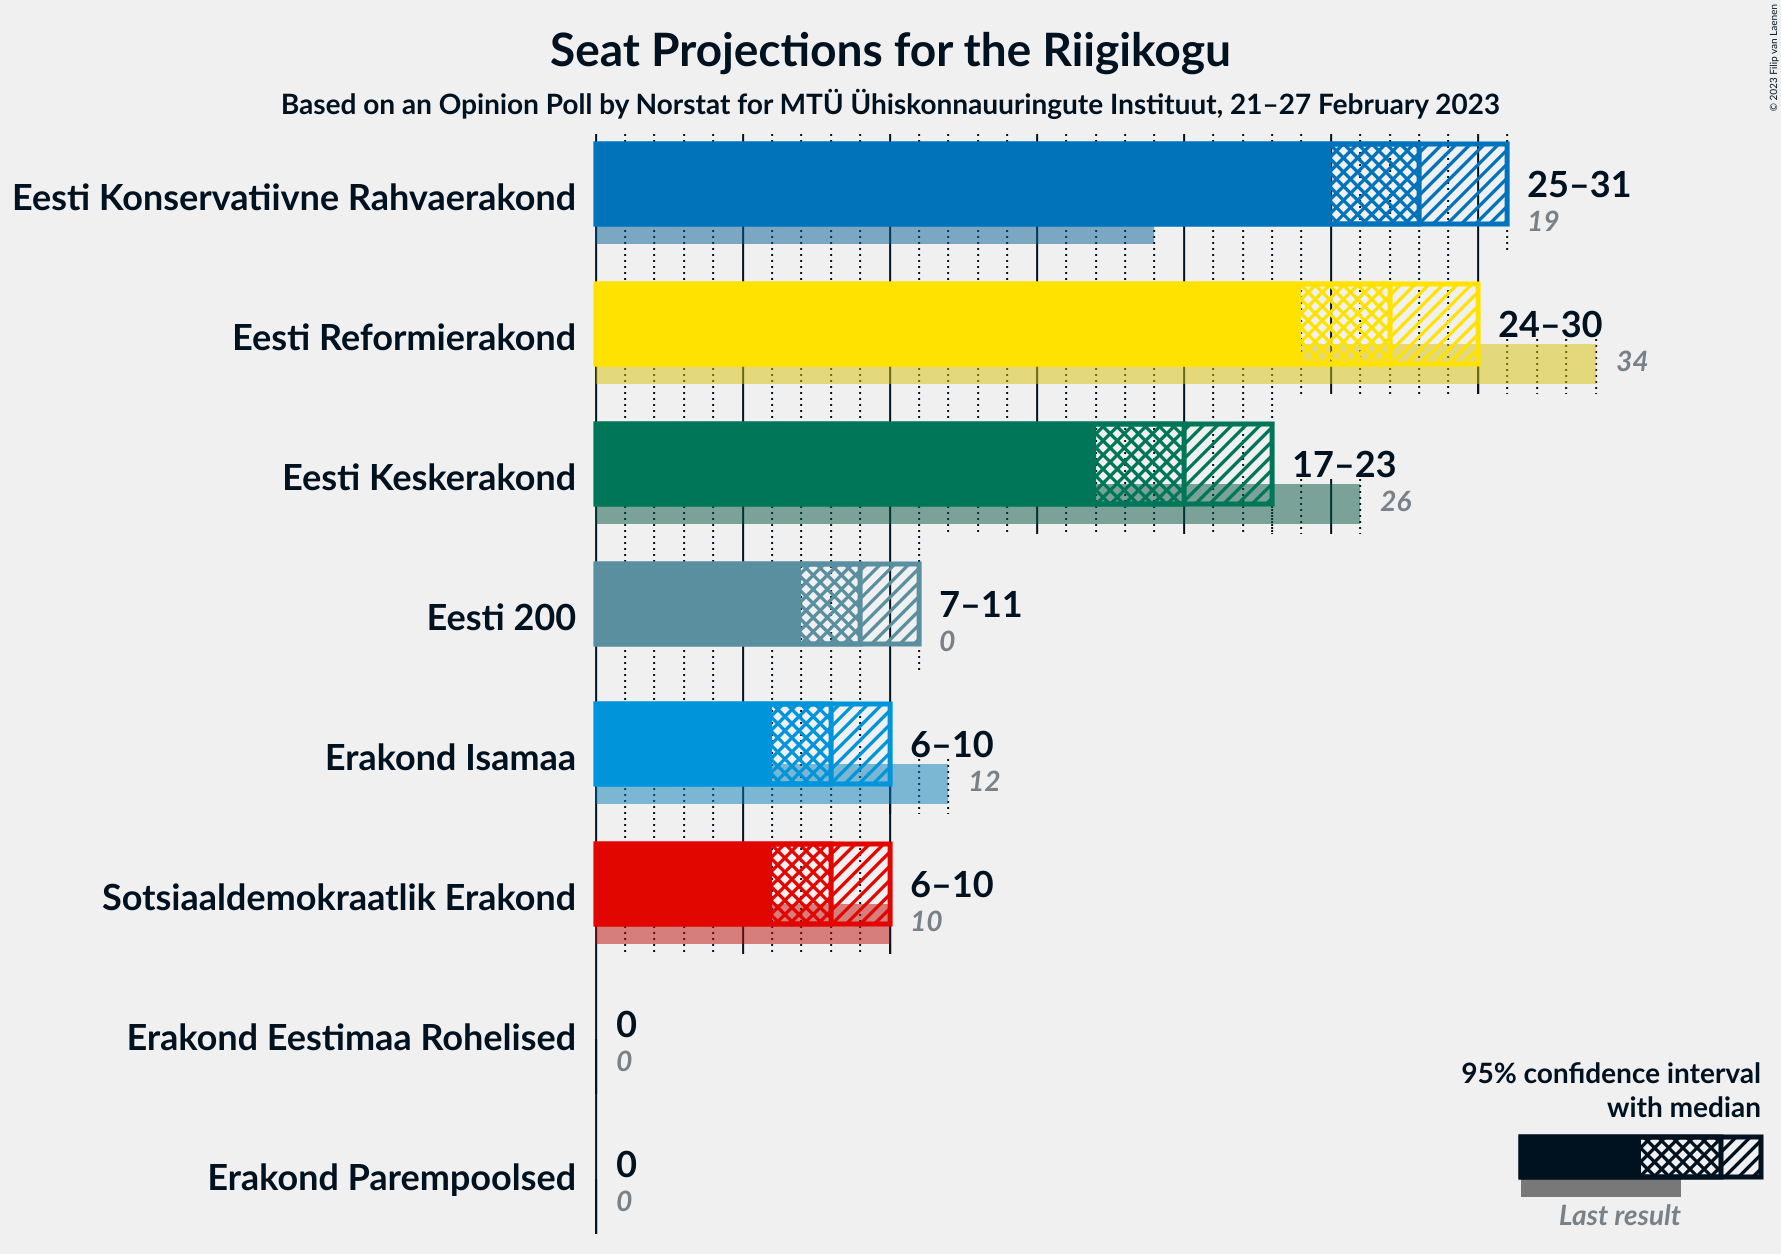 Seat Projections for the Riigikogu
Based on an Opinion Poll by Norstat for MTÜ Ühiskonnauuringute Instituut, 21–27 February 2023
© 2023 Filip van Laenen
Eesti Konservatiivne Rahvaerakond
25–31
19
Eesti Reformierakond
24–30
34
Eesti Keskerakond
17–23
26
Eesti 200
7–11
0
Erakond Isamaa
6–10
12
Sotsiaaldemokraatlik Erakond
6–10
10
Erakond Eestimaa Rohelised
0
0
Erakond Parempoolsed
0
0
95% confidence interval
with median
Last result